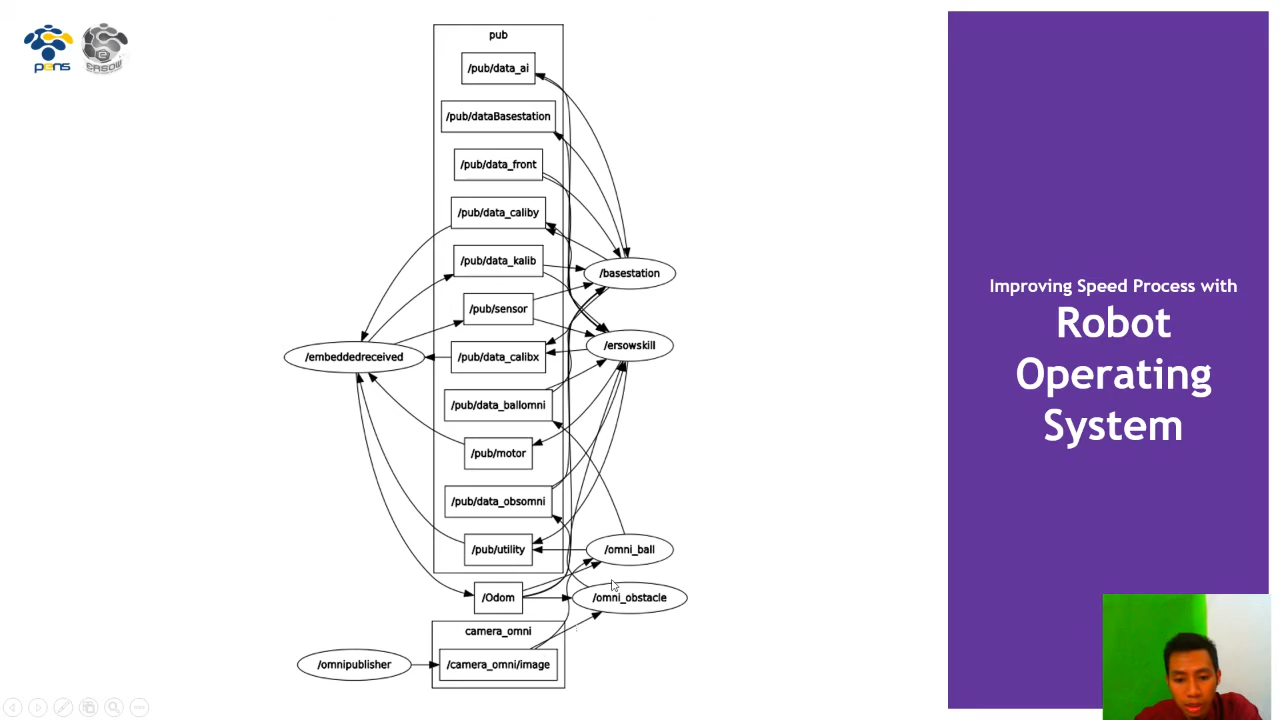 pens
ERSOW
pub
/pub/data_ai
/pub/dataBasestation
/pub/data_front
/pub/data_caliby
/pub/data_kalib
/basestation
/pub/sensor
/ersowskill
/embeddedreceived
/pub/data_calibx
/pub/data_ballomni
/pub/motor
/pub/data_obsomni
/pub/utility
/omni_ball
/Odom
/omni_obstacle
camera_omni
/omnipublisher
/camera_omni/image
Improving Speed Process with
Robot
Operating
System